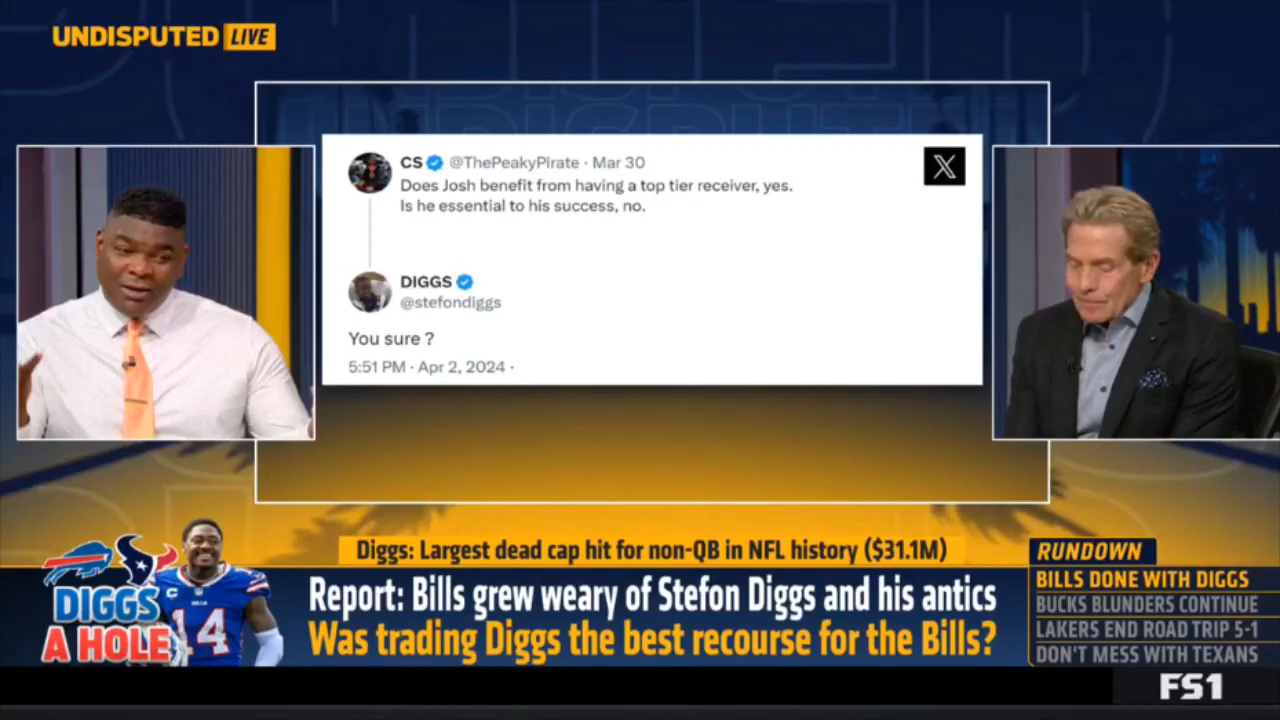 UNDISPUTED LIVE
CS @ThePeakyPirate · Mar 30
Does Josh benefit from having a top tier receiver, yes.
Is he essential to his success, no.
DIGGS
@stefondiggs
You sure ?
5:51 PM · Apr 2, 2024 ·
Diggs: Largest dead cap hit for non-QB in NFL history ($31.1M)
Report: Bills grew weary of Stefon Diggs and his antics
Was trading Diggs the best recourse for the Bills?
DIGGS
A HOLE
14
RUNDOWN
BILLS DONE WITH DIGGS
BUCKS BLUNDERS CONTINUE
LAKERS END ROAD TRIP 5-1
DON'T MESS WITH TEXANS
FS1